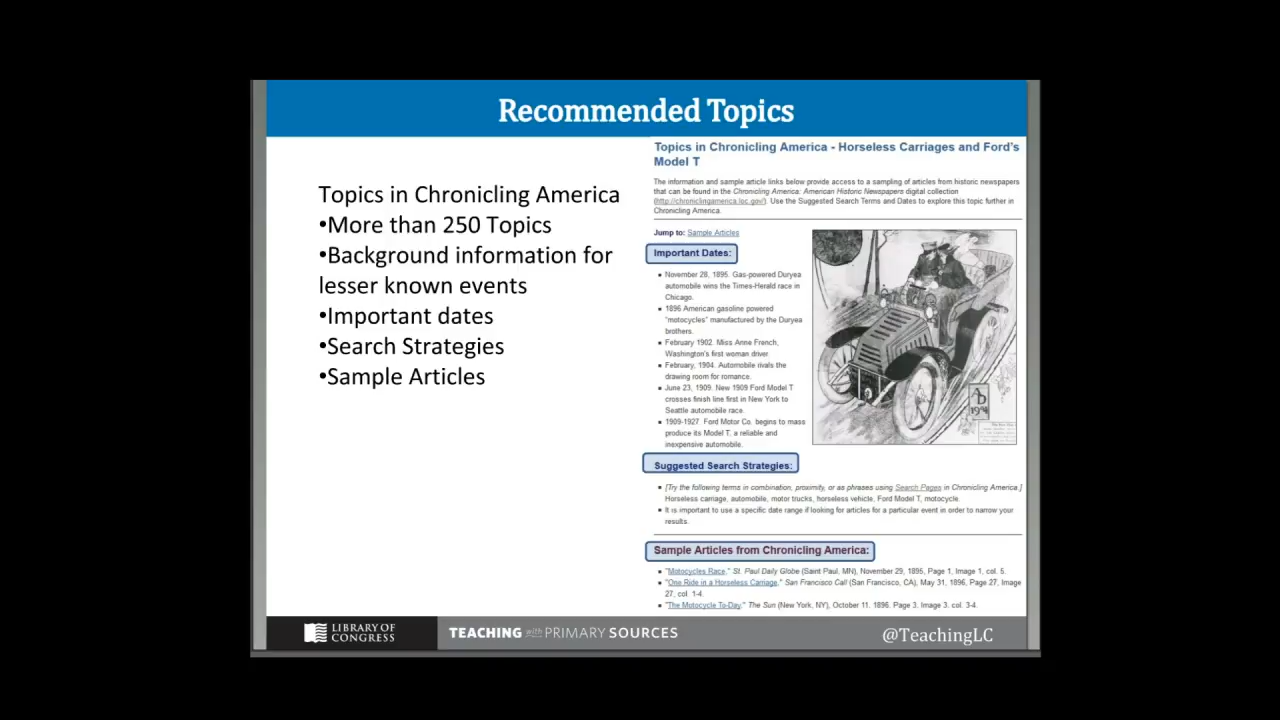 Recommended Topics
Topics in Chronicling America
•More than 250 Topics
•Background information for
lesser known events
•Important dates
•Search Strategies
•Sample Articles
Topics in Chronicling America - Horseless Carriages and Ford's
Model T
The information and sample article links below provide access to a sampling of articles from historic newspapers
that can be found in the Chronicling America: American Historic Newspapers digital collection
(http://chroniclingamerica.loc.gov/). Use the Suggested Search Terms and Dates to explore this topic further in
Chronicling America.
Jump to: Sample Articles
Important Dates:
▪ November 28, 1895. Gas-powered Duryea
automobile wins the Times-Herald race in
Chicago.
▪ 1896 American gasoline powered
"motocycles" manufactured by the Duryea
brothers.
▪ February 1902. Miss Anne French,
Washington's first woman driver.
▪ February, 1904. Automobile rivals the
drawing room for romance.
▪ June 23, 1909. New 1909 Ford Model T
crosses finish line first in New York to
Seattle automobile race.
▪ 1909-1927 Ford Motor Co. begins to mass
produce its Model T, a reliable and
inexpensive automobile.
1904
Suggested Search Strategies:
▪ [Try the following terms in combination, proximity, or as phrases using Search Pages in Chronicling America.]
Horseless carriage, automobile, motor trucks, horseless vehicle, Ford Model T, motocycle.
▪ It is important to use a specific date range if looking for articles for a particular event in order to narrow your
results.
Sample Articles from Chronicling America:
▪ "Motocycles Race," St. Paul Daily Globe (Saint Paul, MN), November 29, 1895, Page 1, Image 1, col. 5.
▪ "One Ride in a Horseless Carriage," San Francisco Call (San Francisco, CA), May 31, 1896, Page 27, Image
27, col. 1-4.
▪ "The Motocycle To-Day," The Sun (New York, NY), October 11, 1896, Page 3, Image 3, col. 3-4.
LIBRARY OF
CONGRESS
TEACHING with PRIMARY SOURCES
@TeachingLC